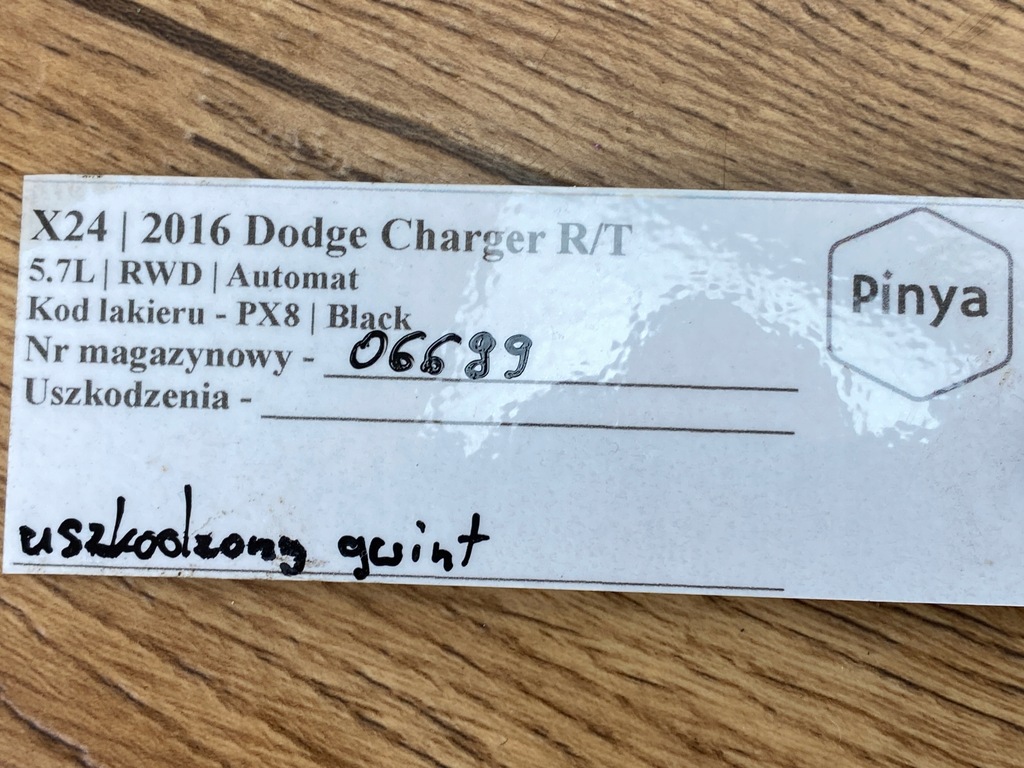 X24 | 2016 Dodge Charger R/T
5.7L | RWD | Automat
Kod lakieru - PX8 | Black
Nr magazynowy - 06689
Uszkodzenia -
uszkodzony gwint
Pinya